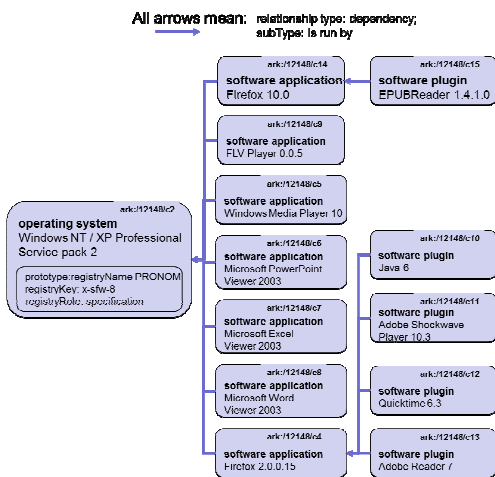 All arrows mean: relationship type: dependency;
subType: is run by
ark:/12148/c14
software application
Firefox 10.0
ark:/12148/c15
software plugin
EPUBReader 1.4.1.0
ark:/12148/c9
software application
FLV Player 0.0.5
ark:/12148/c5
software application
Windows Media Player 10
ark:/12148/c2
operating system
Windows NT / XP Professional
Service pack 2
prototype:registryName PRONOM
registryKey: x-sfw-8
registryRole: specification
ark:/12148/c6
software application
Microsoft PowerPoint
Viewer 2003
ark:/12148/c7
software application
Microsoft Excel
Viewer 2003
ark:/12148/c8
software application
Microsoft Word
Viewer 2003
ark:/12148/c4
software application
Firefox 2.0.0.15
ark:/12148/c10
software plugin
Java 6
ark:/12148/c11
software plugin
Adobe Shockwave
Player 10.3
ark:/12148/c12
software plugin
Quicktime 6.3
ark:/12148/c13
software plugin
Adobe Reader 7